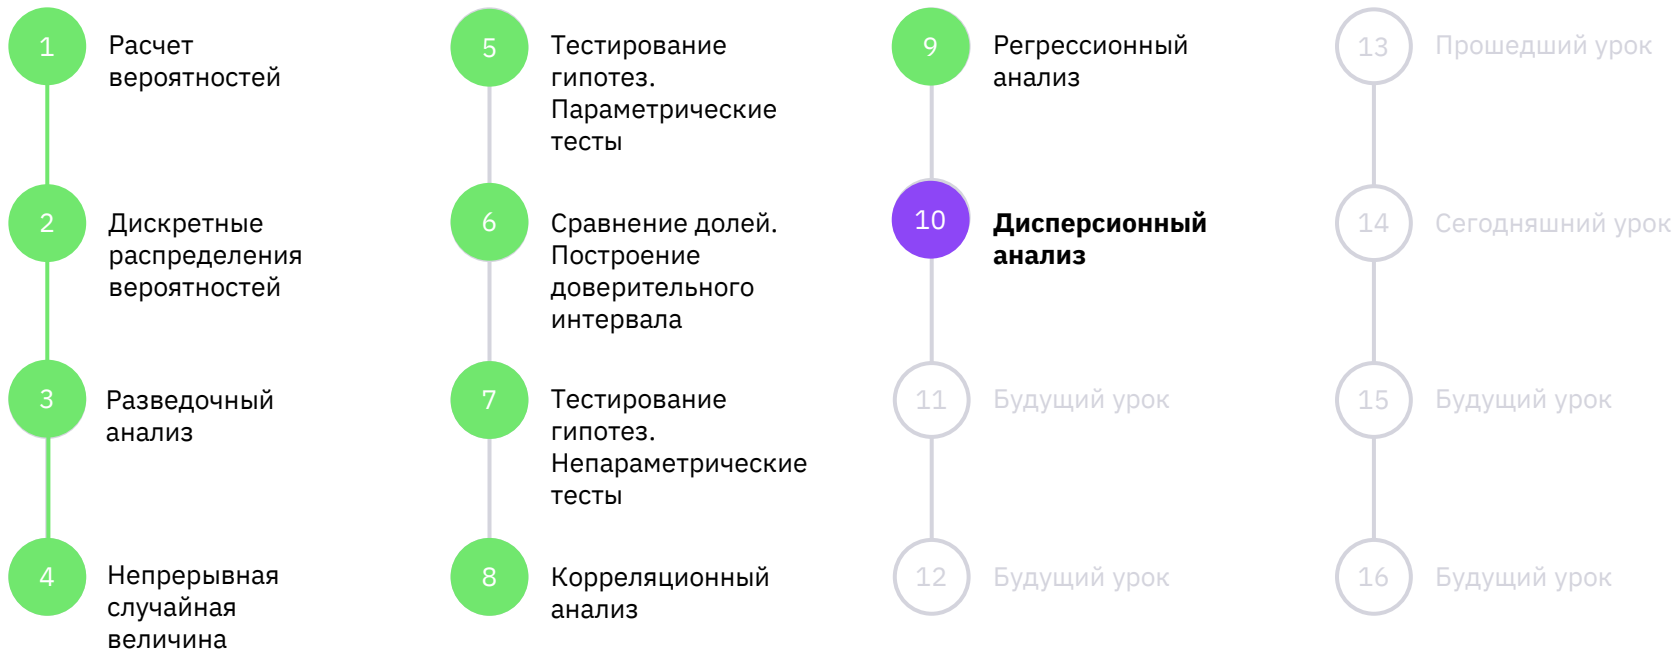 1
Расчет
вероятностей
2
Дискретные
распределения
вероятностей
3
Разведочный
анализ
4
Непрерывная
случайная
величина
5
Тестирование
гипотез.
Параметрические
тесты
6
Сравнение долей.
Построение
доверительного
интервала
7
Тестирование
гипотез.
Непараметрические
тесты
8
Корреляционный
анализ
9
Регрессионный
анализ
10
Дисперсионный
анализ
11
Будущий урок
12
Будущий урок
13
Прошедший урок
14
Сегодняшний урок
15
Будущий урок
16
Будущий урок